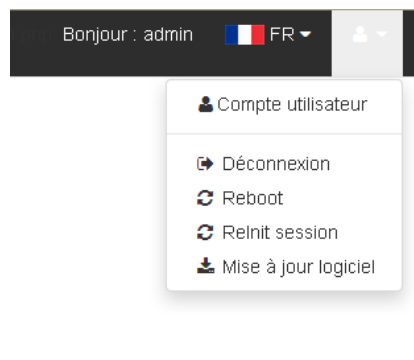 Bonjour : admin FR
Compte utilisateur
Déconnexion
Reboot
ReInit session
Mise à jour logiciel